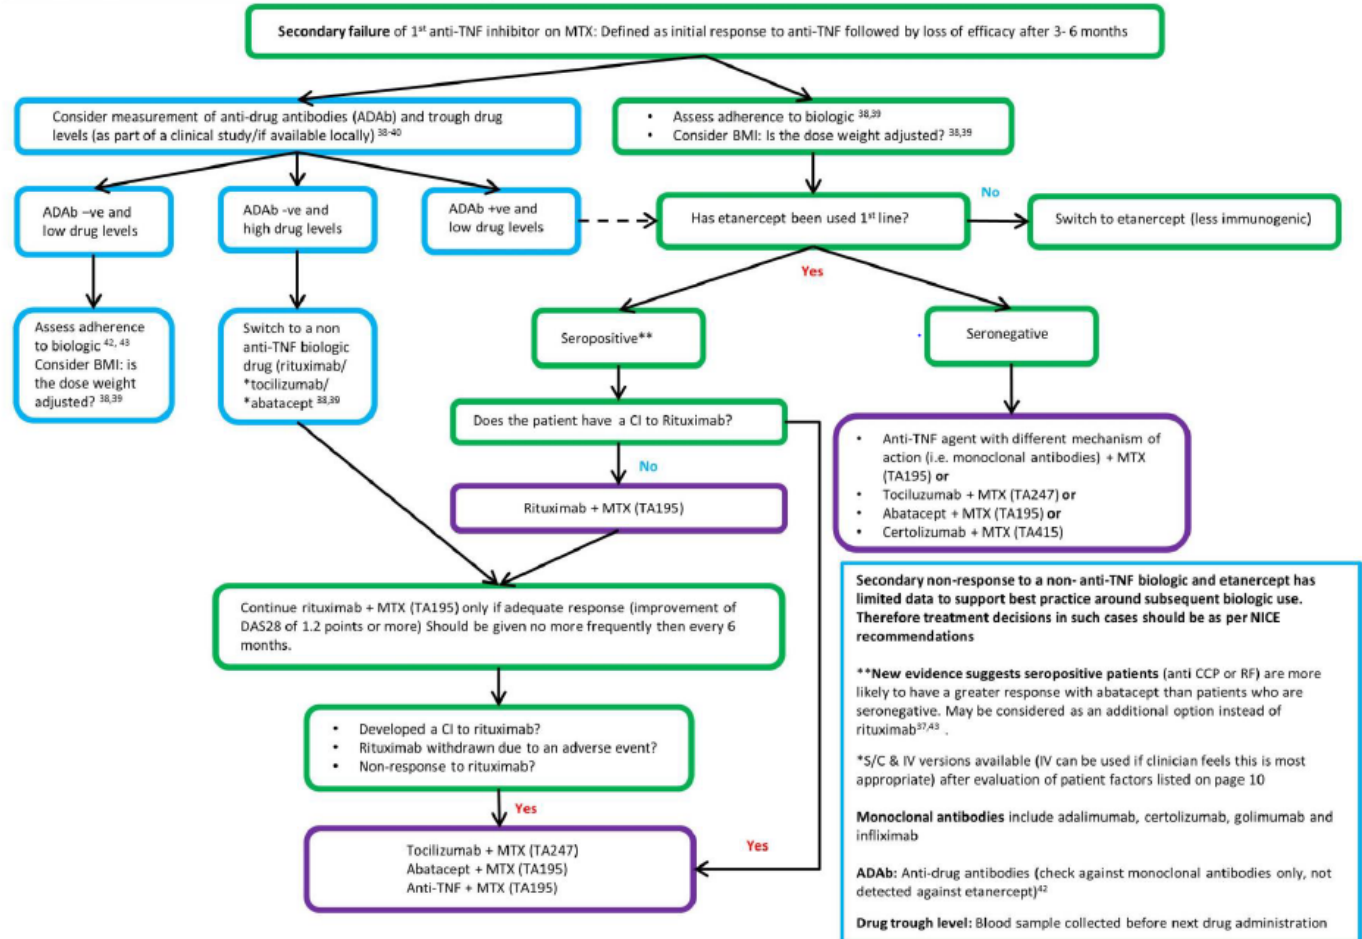 Secondary failure of 1st anti-TNF inhibitor on MTX: Defined as initial response to anti-TNF followed by loss of efficacy after 3- 6 months
Consider measurement of anti-drug antibodies (ADAb) and trough drug
levels (as part of a clinical study/if available locally) 38-40
• Assess adherence to biologic 38,39
• Consider BMI: Is the dose weight adjusted? 38,39
ADAb –ve and
low drug levels
ADAb -ve and
high drug levels
ADAb +ve and
low drug levels
Has etanercept been used 1st line?
No
Switch to etanercept (less immunogenic)
Yes
Assess adherence
to biologic 42, 43
Consider BMI: is
the dose weight
adjusted? 38,39
Switch to a non
anti-TNF biologic
drug (rituximab/
*tocilizumab/
*abatacept 38,39
Seropositive**
Seronegative
Does the patient have a CI to Rituximab?
No
Rituximab + MTX (TA195)
• Anti-TNF agent with different mechanism of
action (i.e. monoclonal antibodies) + MTX
(TA195) or
• Tociluzumab + MTX (TA247) or
• Abatacept + MTX (TA195) or
• Certolizumab + MTX (TA415)
Continue rituximab + MTX (TA195) only if adequate response (improvement of
DAS28 of 1.2 points or more) Should be given no more frequently then every 6
months.
• Developed a CI to rituximab?
• Rituximab withdrawn due to an adverse event?
• Non-response to rituximab?
Yes
Yes
Tocilizumab + MTX (TA247)
Abatacept + MTX (TA195)
Anti-TNF + MTX (TA195)
Secondary non-response to a non- anti-TNF biologic and etanercept has
limited data to support best practice around subsequent biologic use.
Therefore treatment decisions in such cases should be as per NICE
recommendations
**New evidence suggests seropositive patients (anti CCP or RF) are more
likely to have a greater response with abatacept than patients who are
seronegative. May be considered as an additional option instead of
rituximab37,43 .
*S/C & IV versions available (IV can be used if clinician feels this is most
appropriate) after evaluation of patient factors listed on page 10
Monoclonal antibodies include adalimumab, certolizumab, golimumab and
infliximab
ADAb: Anti-drug antibodies (check against monoclonal antibodies only, not
detected against etanercept)42
Drug trough level: Blood sample collected before next drug administration